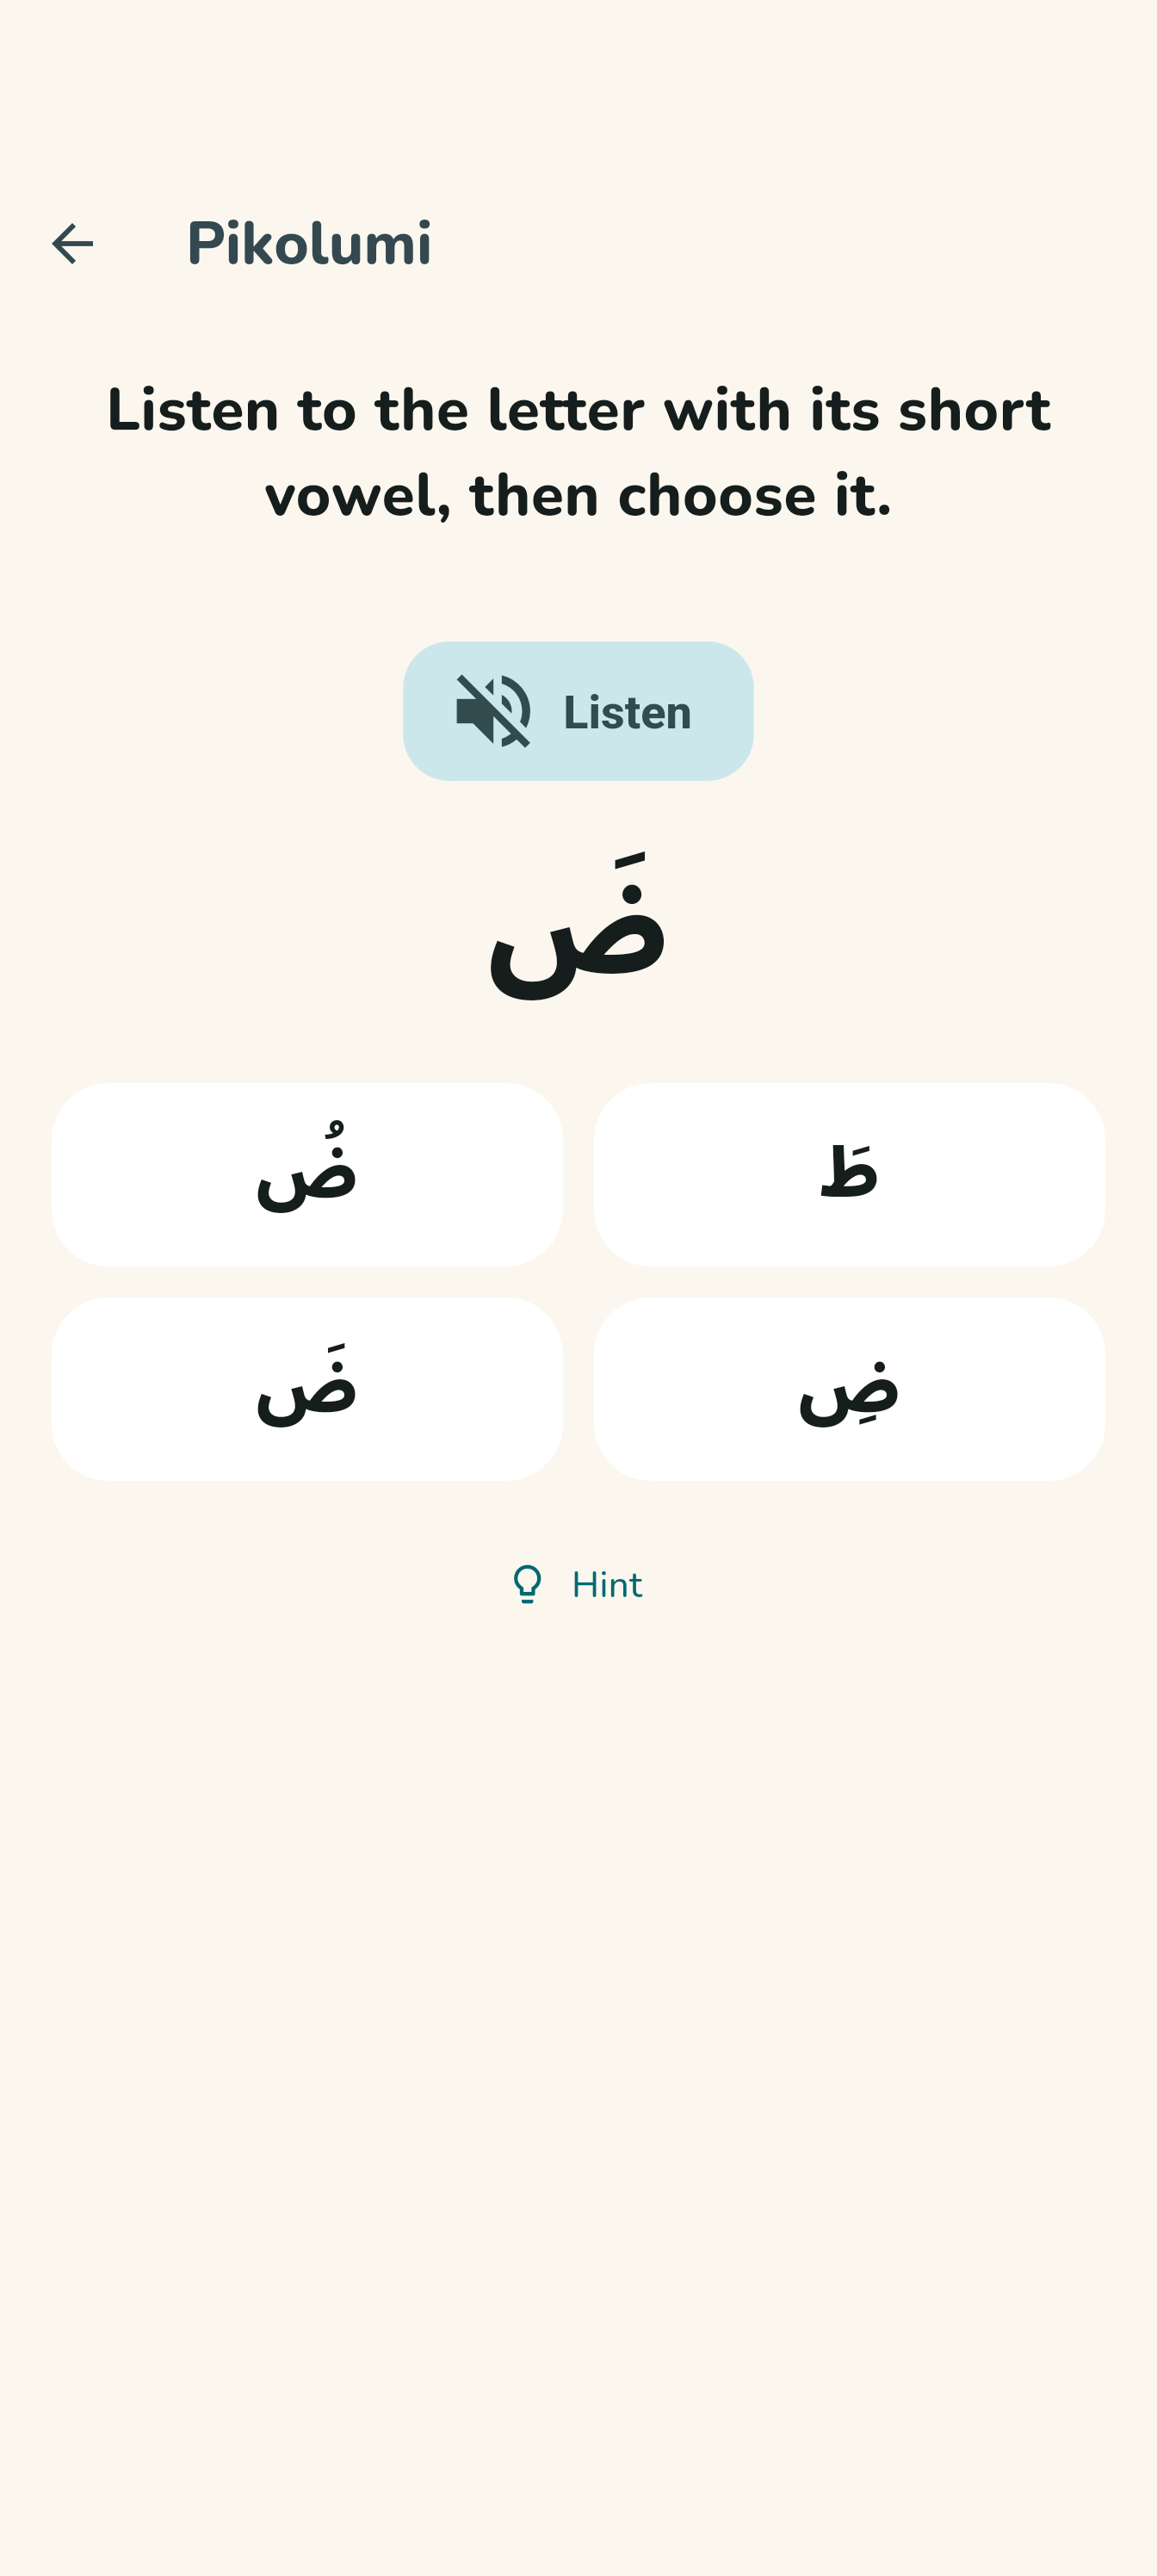 Pikolumi
Listen to the letter with its short
vowel, then choose it.
Listen
ضَ
ضُ
طَ
ضَ
ضِ
Hint